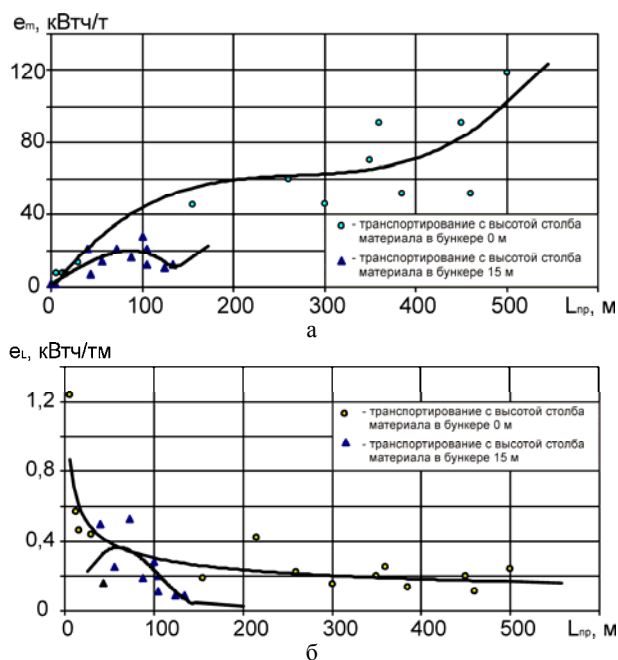 eₘ, кВтч/т
120
80
40
0
- транспортирование с высотой столба
материала в бункере 0 м
- транспортирование с высотой столба
материала в бункере 15 м
0 100 200 300 400 500 Lпр, м
а
eL, кВтч/тм
1,2
0,8
0,4
0
- транспортирование с высотой столба
материала в бункере 0 м
- транспортирование с высотой столба
материала в бункере 15 м
0 100 200 300 400 500 Lпр, м
б